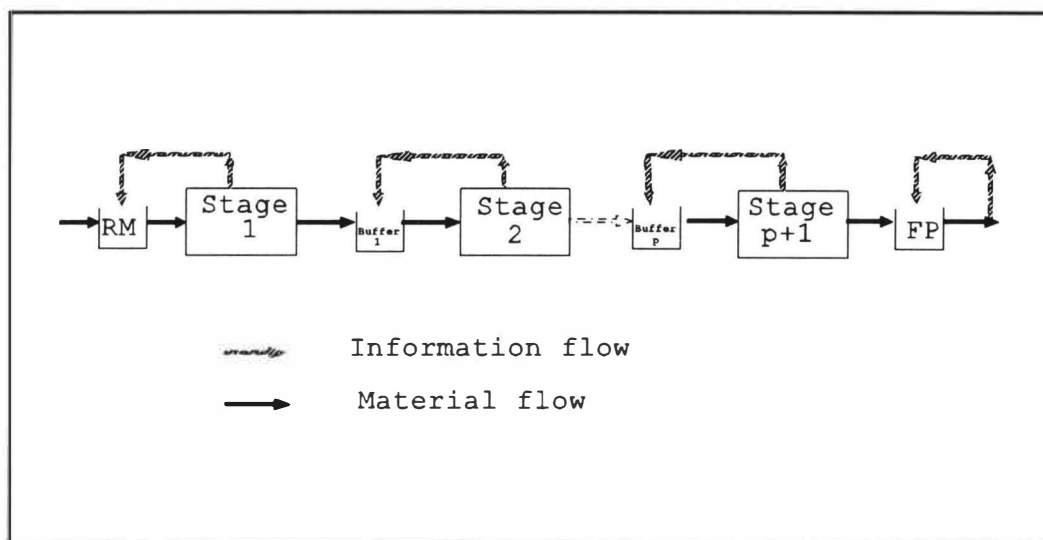 RM
Stage
1
Buffer
1
Stage
2
Buffer
p
Stage
p+1
FP
Information flow
Material flow